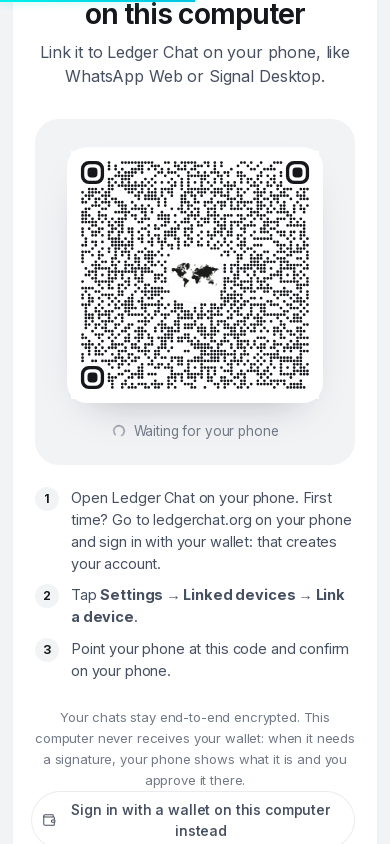 on this computer
Link it to Ledger Chat on your phone, like
WhatsApp Web or Signal Desktop.
Waiting for your phone
1 Open Ledger Chat on your phone. First
time? Go to ledgerchat.org on your phone
and sign in with your wallet: that creates
your account.
2 Tap Settings → Linked devices → Link
a device.
3 Point your phone at this code and confirm
on your phone.
Your chats stay end-to-end encrypted. This
computer never receives your wallet: when it needs
a signature, your phone shows what it is and you
approve it there.
Sign in with a wallet on this computer
instead